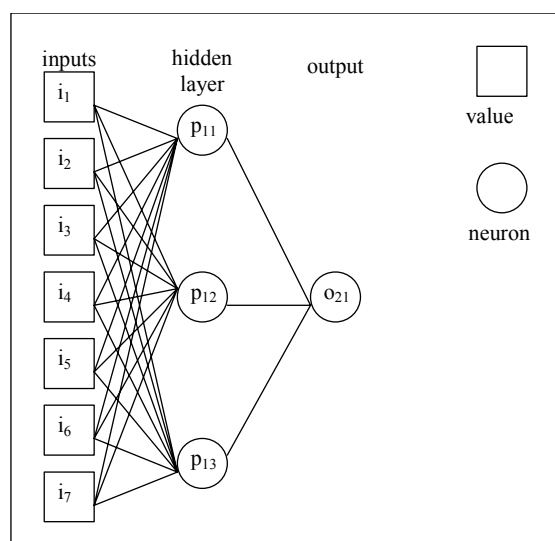 inputs
hidden
layer
output
i1
i2
i3
i4
i5
i6
i7
p11
p12
p13
o21
value
neuron